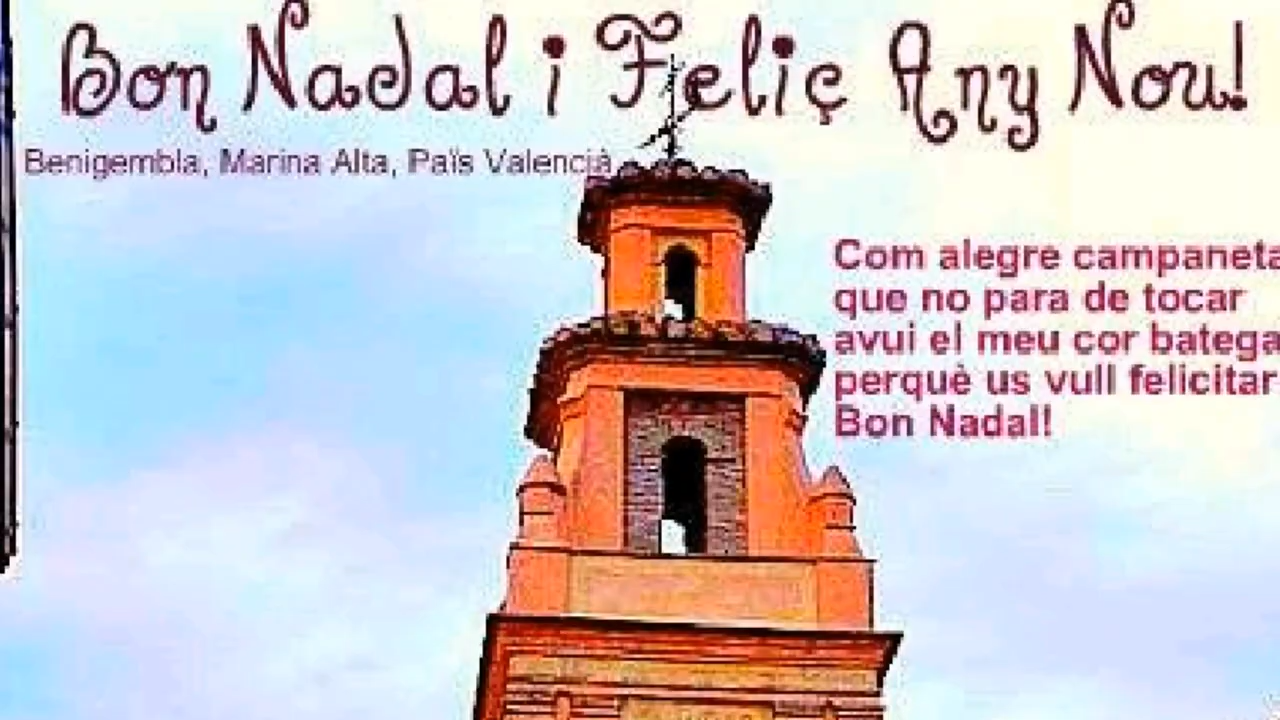 Bon Nadal i Feliç Any Nou!
Benigembla, Marina Alta, Païs Valencià
Com alegre campaneta
que no para de tocar
avui el meu cor batega
perquè us vull felicitar
Bon Nadal!